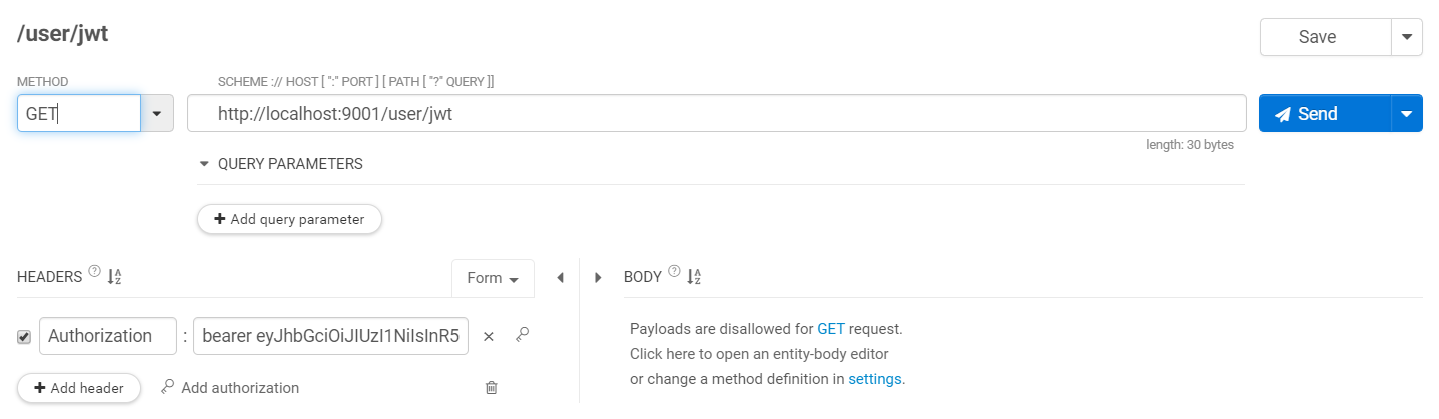 /user/jwt
Save
METHOD
SCHEME :// HOST [ ":" PORT ] [ PATH [ "?" QUERY ]]
GET
http://localhost:9001/user/jwt
Send
length: 30 bytes
QUERY PARAMETERS
+ Add query parameter
HEADERS ? AZ
Form
BODY ? AZ
Authorization : bearer eyJhbGciOiJIUzI1NiIsInR5 ×
Payloads are disallowed for GET request.
Click here to open an entity-body editor
or change a method definition in settings.
+ Add header
Add authorization